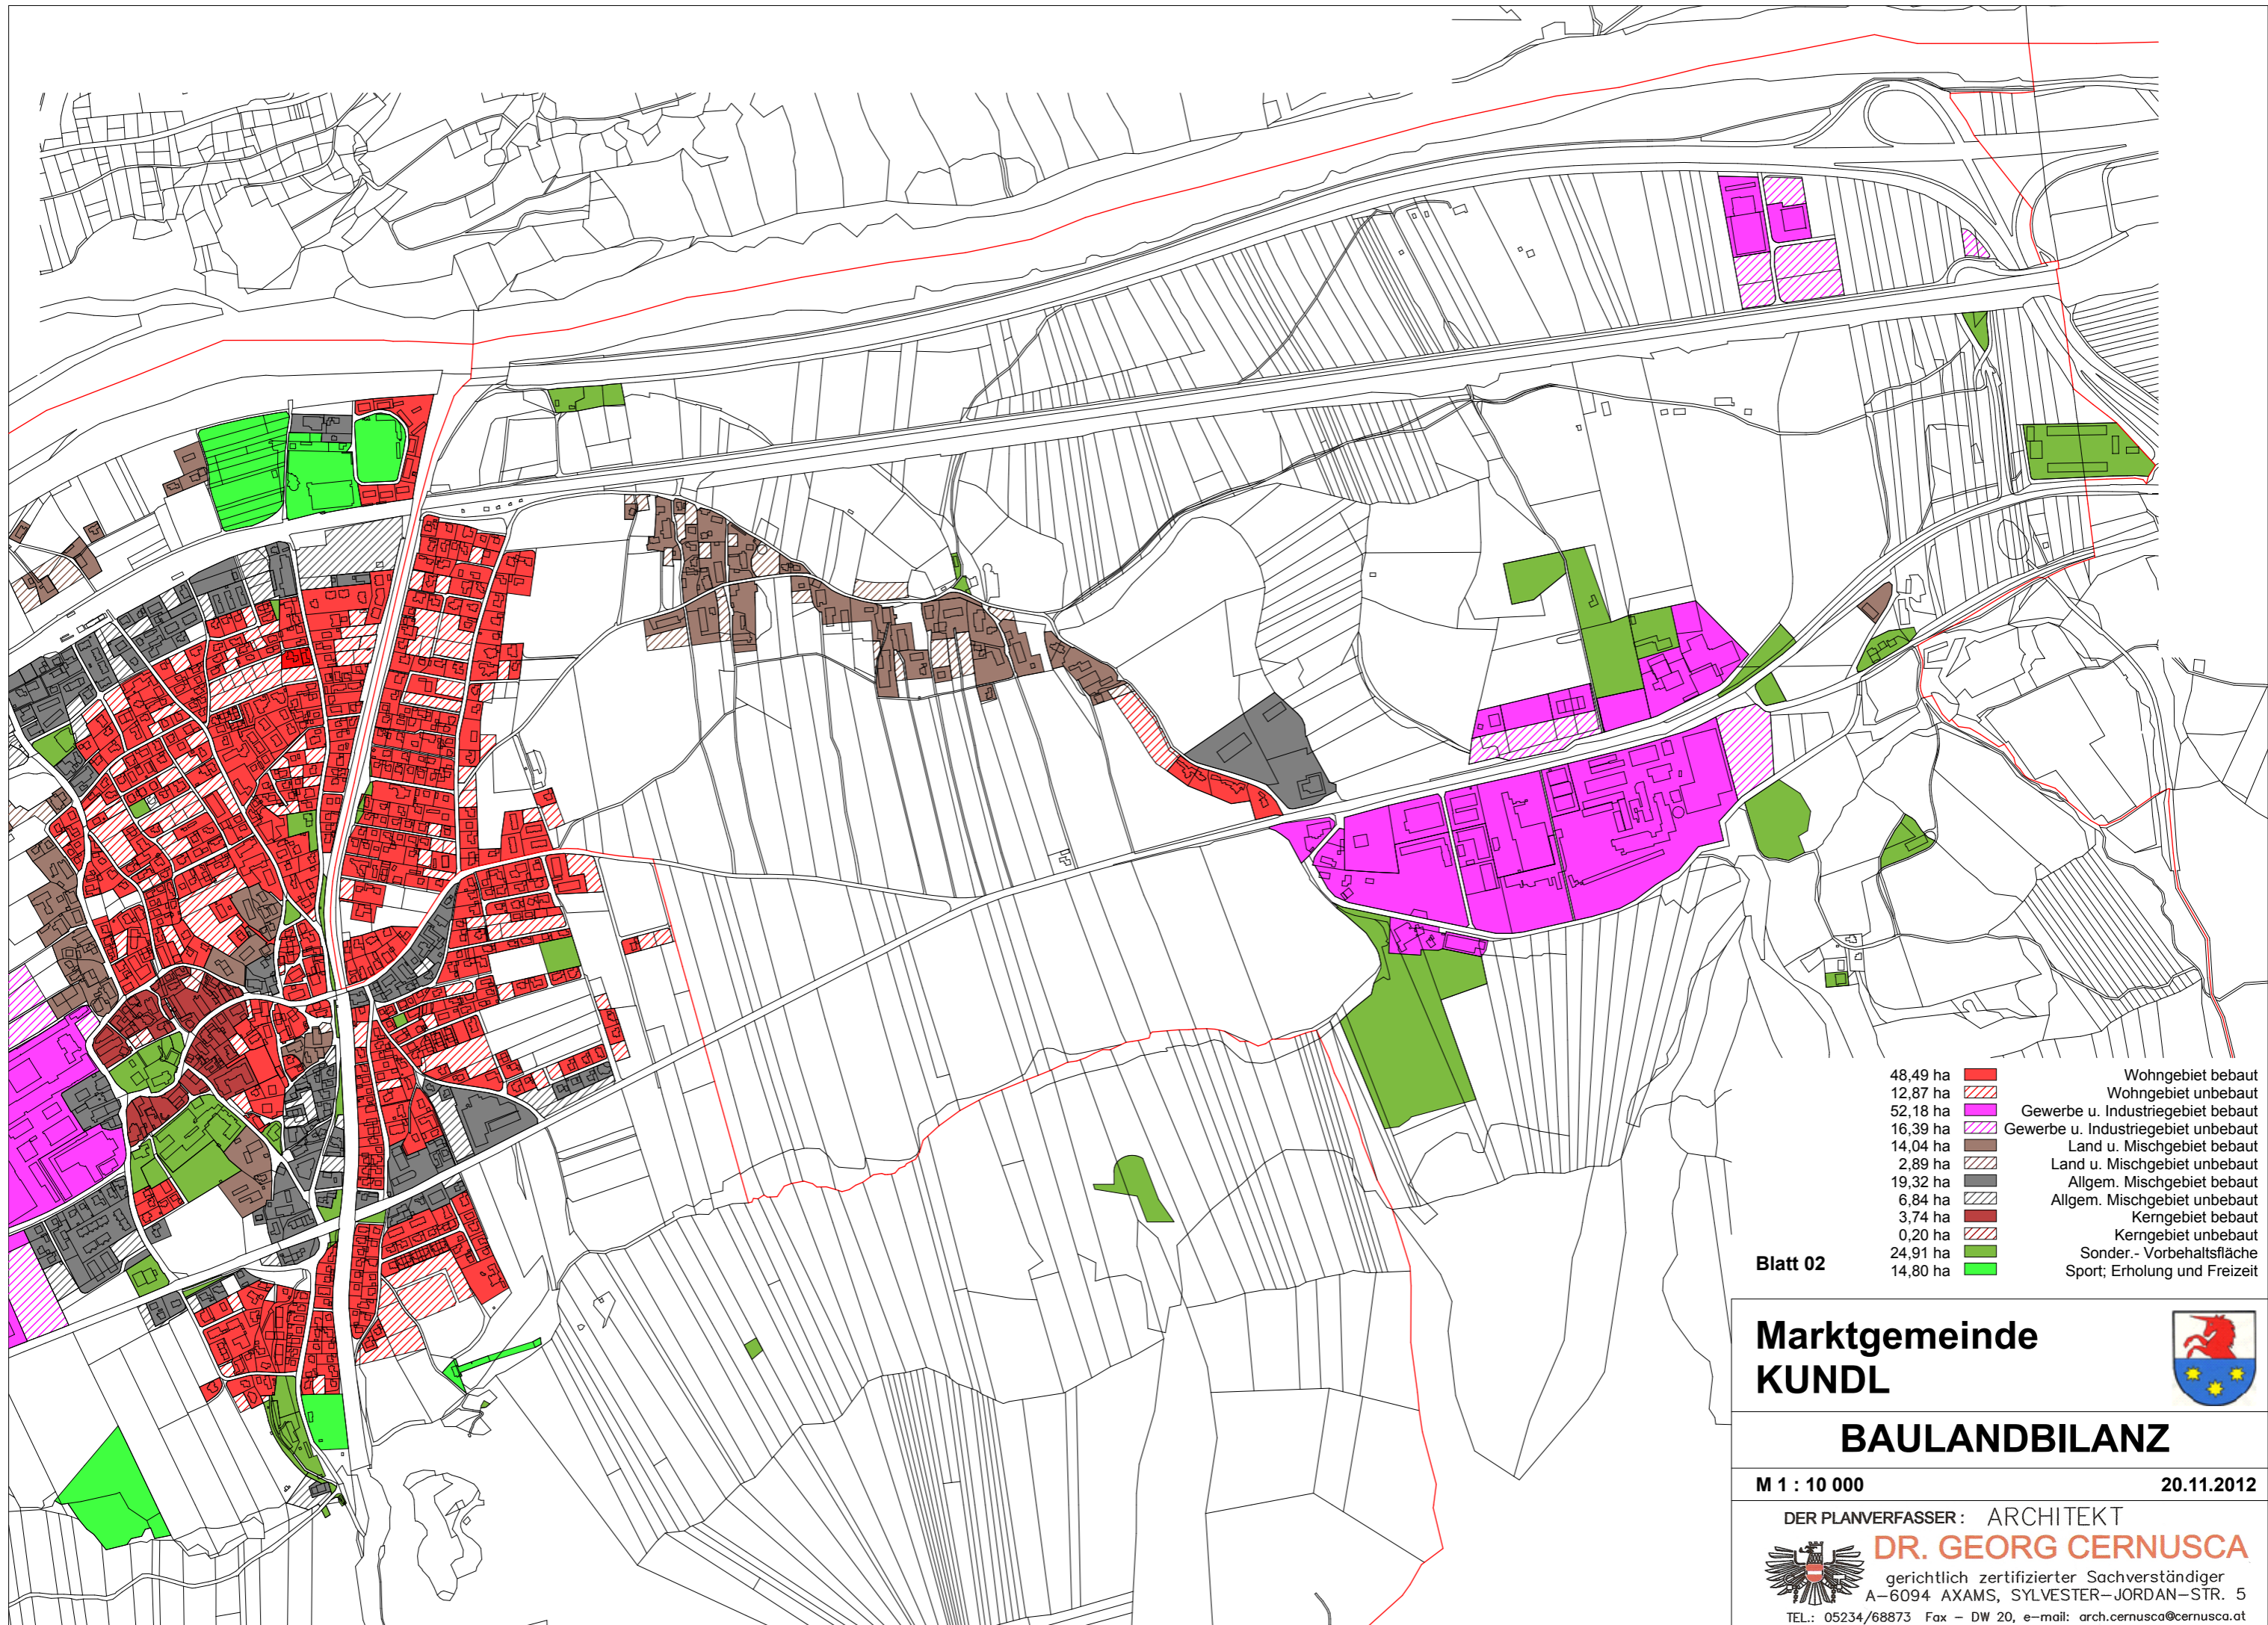 48,49 ha Wohngebiet bebaut
12,87 ha Wohngebiet unbebaut
52,18 ha Gewerbe u. Industriegebiet bebaut
16,39 ha Gewerbe u. Industriegebiet unbebaut
14,04 ha Land u. Mischgebiet bebaut
2,89 ha Land u. Mischgebiet unbebaut
19,32 ha Allgem. Mischgebiet bebaut
6,84 ha Allgem. Mischgebiet unbebaut
3,74 ha Kerngebiet bebaut
0,20 ha Kerngebiet unbebaut
24,91 ha Sonder.- Vorbehaltsfläche
14,80 ha Sport; Erholung und Freizeit
Blatt 02
Marktgemeinde
KUNDL
BAULANDBILANZ
M 1 : 10 000 20.11.2012
DER PLANVERFASSER : ARCHITEKT
DR. GEORG CERNUSCA
gerichtlich zertifizierter Sachverständiger
A-6094 AXAMS, SYLVESTER-JORDAN-STR. 5
TEL.: 05234/68873 Fax - DW 20, e-mail: arch.cernusca@cernusca.at